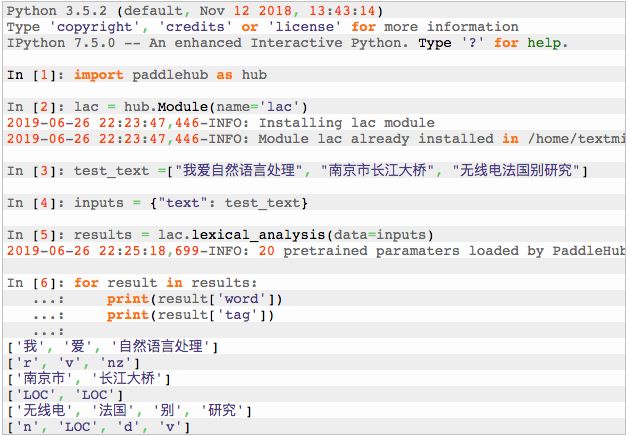 Python 3.5.2 (default, Nov 12 2018, 13:43:14)
Type 'copyright', 'credits' or 'license' for more information
IPython 7.5.0 -- An enhanced Interactive Python. Type '?' for help.
In [1]: import paddlehub as hub
In [2]: lac = hub.Module(name='lac')
2019-06-26 22:23:47,446-INFO: Installing lac module
2019-06-26 22:23:47,446-INFO: Module lac already installed in /home/textmi
In [3]: test_text =["我爱自然语言处理", "南京市长江大桥", "无线电法国别研究"]
In [4]: inputs = {"text": test_text}
In [5]: results = lac.lexical_analysis(data=inputs)
2019-06-26 22:25:18,699-INFO: 20 pretrained paramaters loaded by PaddleHub
In [6]: for result in results:
   ...:     print(result['word'])
   ...:     print(result['tag'])
   ...:
['我', '爱', '自然语言处理']
['r', 'v', 'nz']
['南京市', '长江大桥']
['LOC', 'LOC']
['无线电', '法国', '别', '研究']
['n', 'LOC', 'd', 'v']